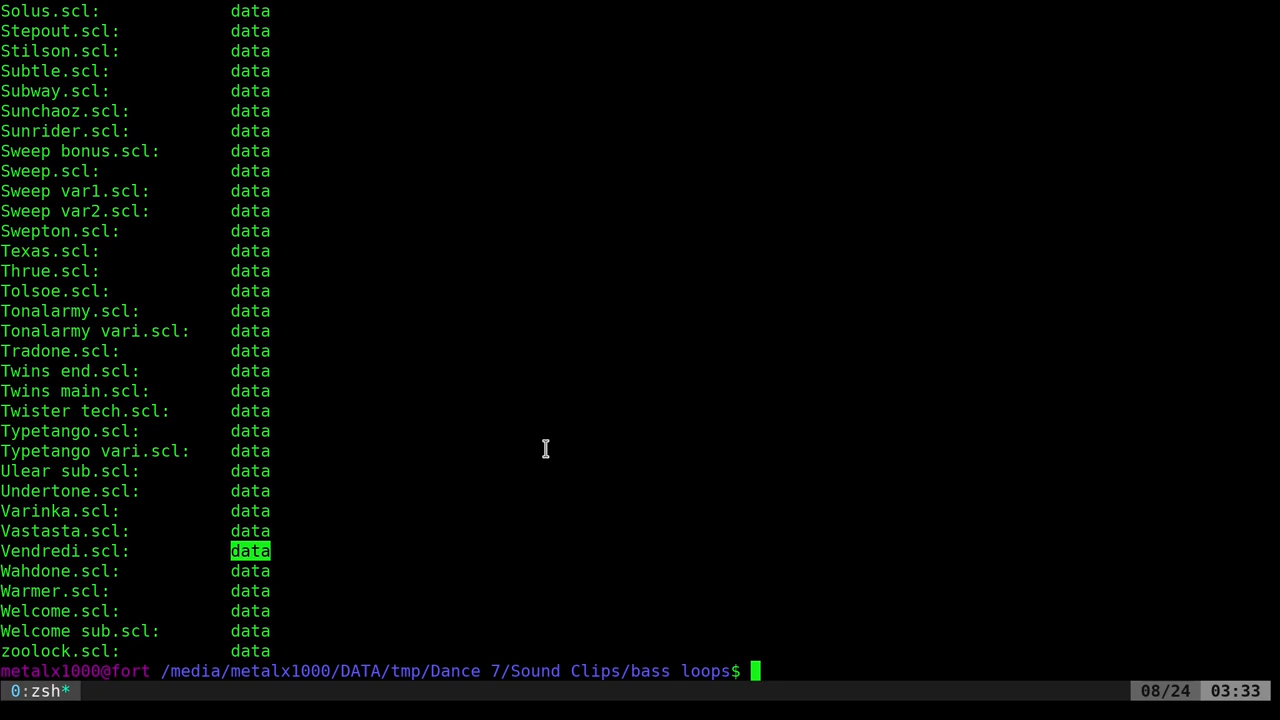 Solus.scl: data
Stepout.scl: data
Stilson.scl: data
Subtle.scl: data
Subway.scl: data
Sunchaoz.scl: data
Sunrider.scl: data
Sweep bonus.scl: data
Sweep.scl: data
Sweep var1.scl: data
Sweep var2.scl: data
Swepton.scl: data
Texas.scl: data
Thrue.scl: data
Tolsoe.scl: data
Tonalarmy.scl: data
Tonalarmy vari.scl: data
Tradone.scl: data
Twins end.scl: data
Twins main.scl: data
Twister tech.scl: data
Typetango.scl: data
Typetango vari.scl: data
Ulear sub.scl: data
Undertone.scl: data
Varinka.scl: data
Vastasta.scl: data
Vendredi.scl: data
Wahdone.scl: data
Warmer.scl: data
Welcome.scl: data
Welcome sub.scl: data
zoolock.scl: data
metalx1000@fort /media/metalx1000/DATA/tmp/Dance 7/Sound Clips/bass loops$
0:zsh* 08/24 03:33